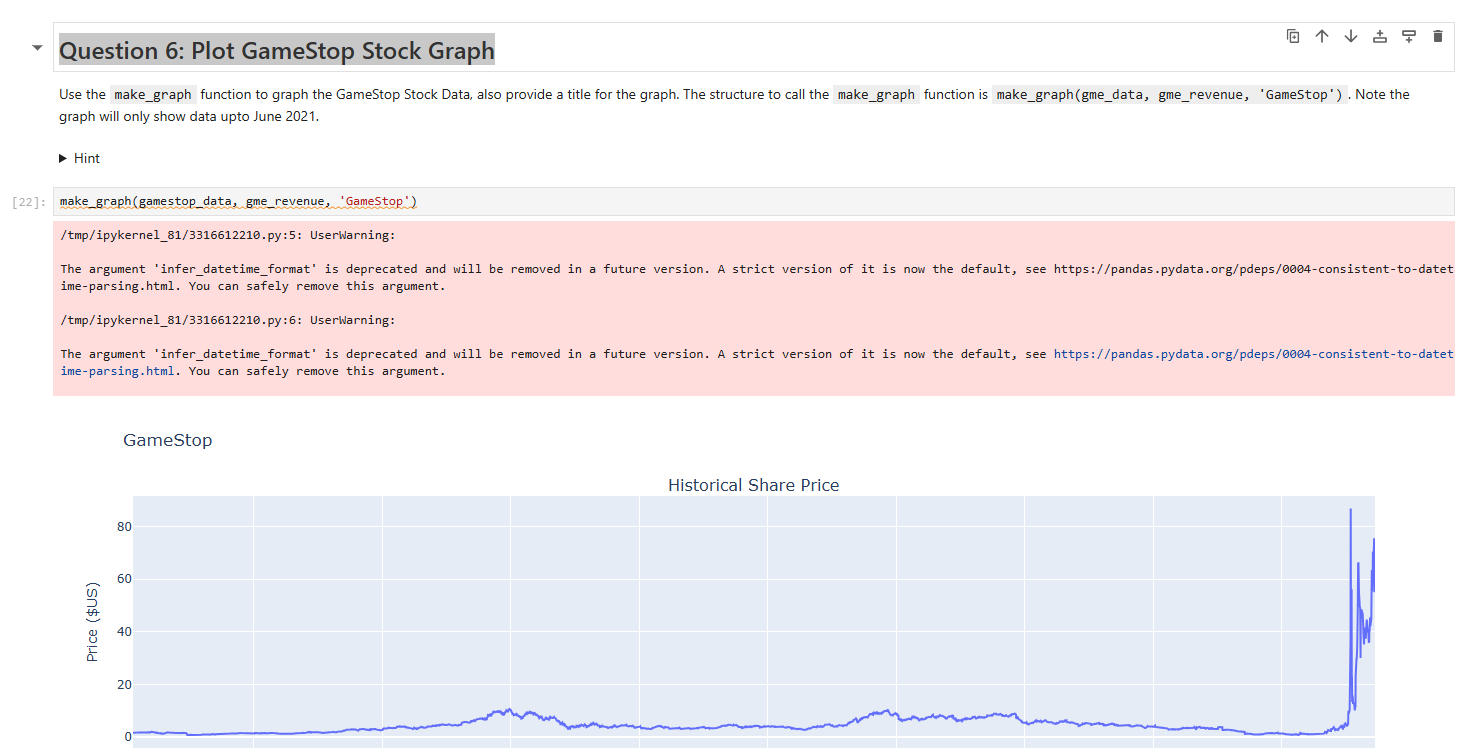 Question 6: Plot GameStop Stock Graph
Use the make_graph function to graph the GameStop Stock Data, also provide a title for the graph. The structure to call the make_graph function is make_graph(gme_data, gme_revenue, 'GameStop'). Note the
graph will only show data upto June 2021.
Hint
[22]: make_graph(gamestop_data, gme_revenue, 'GameStop')
/tmp/ipykernel_81/3316612210.py:5: UserWarning:
The argument 'infer_datetime_format' is deprecated and will be removed in a future version. A strict version of it is now the default, see https://pandas.pydata.org/pdeps/0004-consistent-to-datet
ime-parsing.html. You can safely remove this argument.
/tmp/ipykernel_81/3316612210.py:6: UserWarning:
The argument 'infer_datetime_format' is deprecated and will be removed in a future version. A strict version of it is now the default, see https://pandas.pydata.org/pdeps/0004-consistent-to-datet
ime-parsing.html. You can safely remove this argument.
GameStop
Historical Share Price
Price ($US)
80
60
40
20
0